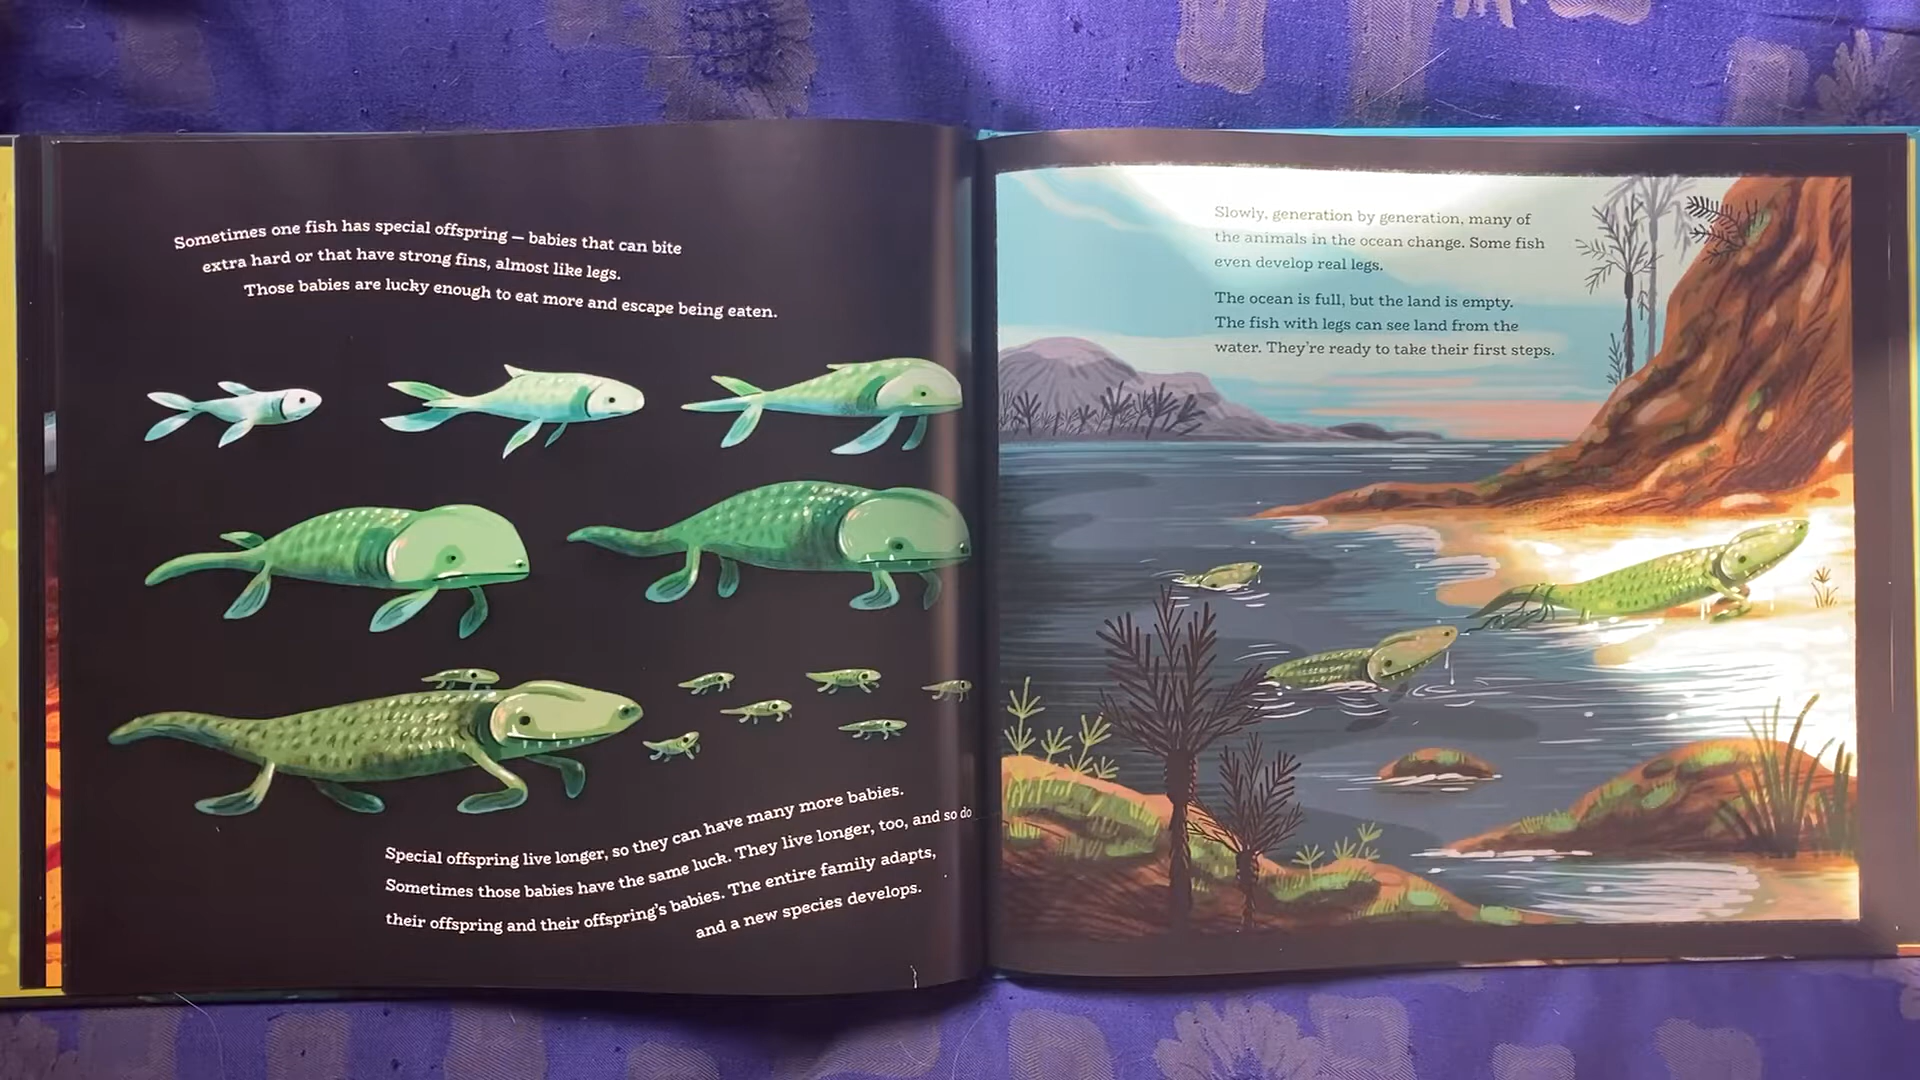 Sometimes one fish has special offspring — babies that can bite
extra hard or that have strong fins, almost like legs.
Those babies are lucky enough to eat more and escape being eaten.
Special offspring live longer, so they can have many more babies.
Sometimes those babies have the same luck. They live longer, too, and so do
their offspring and their offspring's babies. The entire family adapts,
and a new species develops.
Slowly, generation by generation, many of
the animals in the ocean change. Some fish
even develop real legs.
The ocean is full, but the land is empty.
The fish with legs can see land from the
water. They're ready to take their first steps.